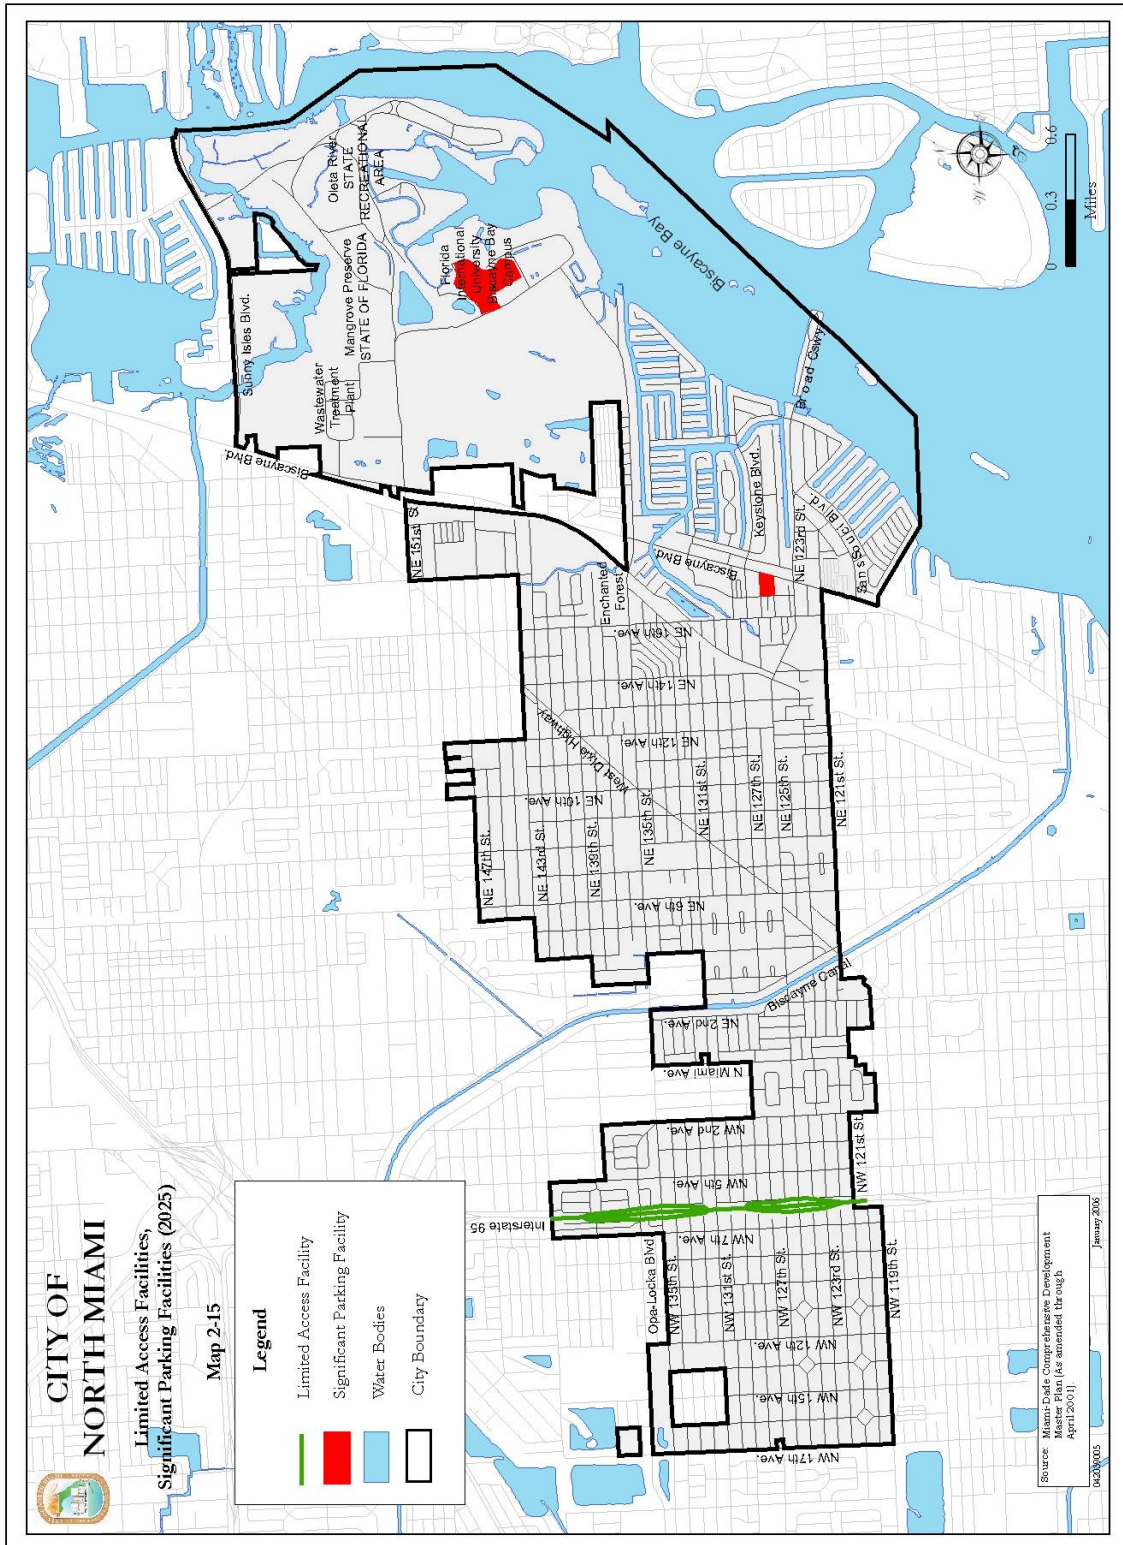 CITY OF
NORTH MIAMI
Limited Access Facilities,
Significant Parking Facilities (2025)
Map 2-15
Legend
Limited Access Facility
Significant Parking Facility
Water Bodies
City Boundary
Interstate 95
Opa-Locka Blvd.
NW 135th St.
NW 131st St.
NW 127th St.
NW 123rd St.
NW 119th St.
NW 121st St.
NW 17th Ave.
NW 15th Ave.
NW 12th Ave.
NW 7th Ave.
NW 5th Ave.
NW 2nd Ave.
N Miami Ave.
NE 2nd Ave.
Biscayne Canal
NE 6th Ave.
NE 147th St.
NE 143rd St.
NE 139th St.
NE 135th St.
NE 131st St.
NE 127th St.
NE 125th St.
NE 121st St.
NE 10th Ave.
West Dixie Highway
NE 12th Ave.
NE 14th Ave.
NE 16th Ave.
Enchanted
Forest
NE 151st St
Biscayne Blvd.
Biscayne Blvd.
Biscayne Blvd.
Keystone Blvd.
NE 123rd St.
Sans Souci Blvd.
Broad Cswy
Biscayne Bay
Sunny Isles Blvd.
Wastewater
Treatment
Plant
Mangrove Preserve
STATE OF FLORIDA
Oleta River
STATE
RECREATIONAL
AREA
Florida
International
University
Biscayne Bay
Campus
0 0.3 0.6
Miles
Source: Miami-Dade Comprehensive Development
Master Plan (As amended through
April 2001).
042039005
January 2006